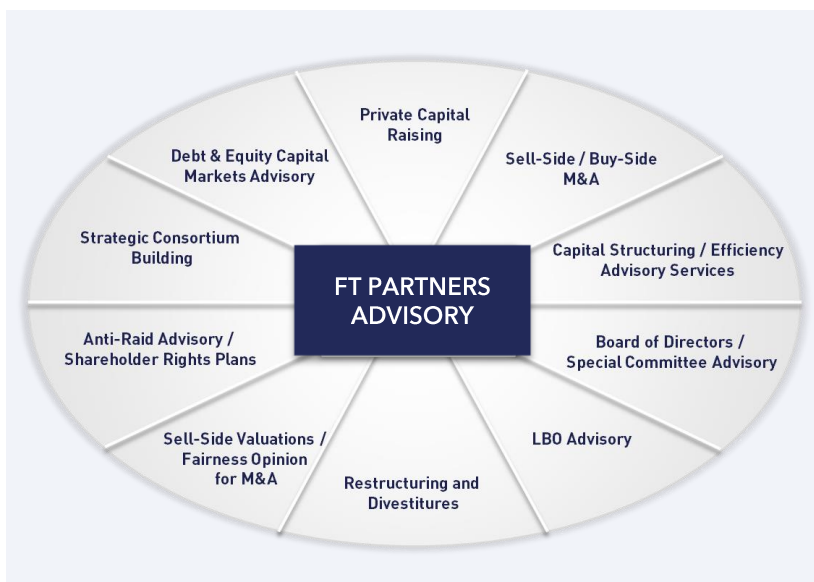 Private Capital
Raising
Sell-Side / Buy-Side
M&A
Capital Structuring / Efficiency
Advisory Services
Board of Directors /
Special Committee Advisory
LBO Advisory
Restructuring and
Divestitures
Sell-Side Valuations /
Fairness Opinion
for M&A
Anti-Raid Advisory /
Shareholder Rights Plans
Strategic Consortium
Building
Debt & Equity Capital
Markets Advisory
FT PARTNERS
ADVISORY